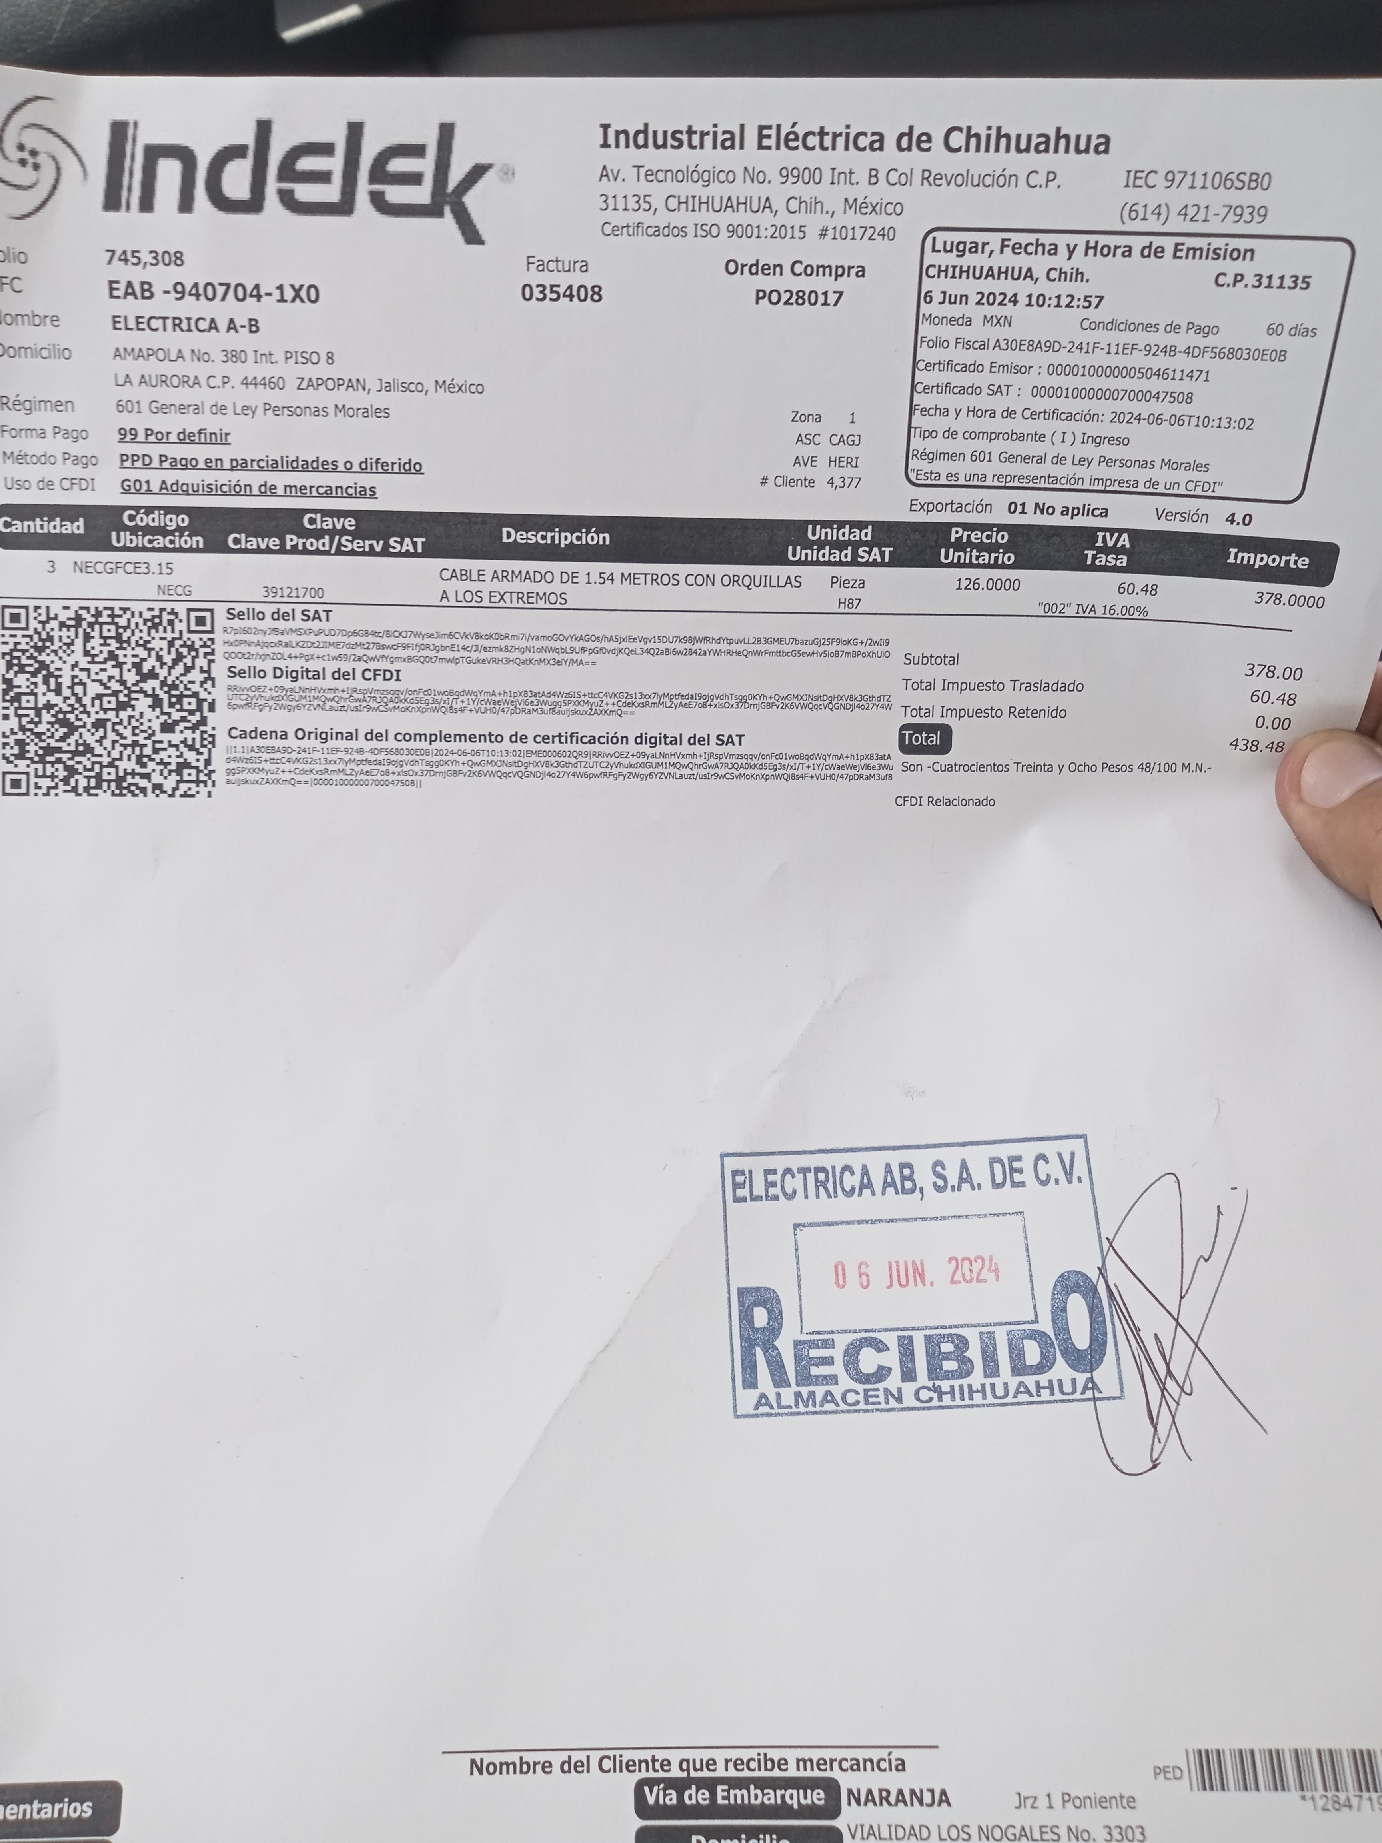 Indelek
Industrial Eléctrica de Chihuahua
Av. Tecnológico No. 9900 Int. B Col Revolución C.P.
31135, CHIHUAHUA, Chih., México
Certificados ISO 9001:2015 #1017240
IEC 971106SB0
(614) 421-7939
olio 745,308
FC EAB -940704-1X0
ombre ELECTRICA A-B
Domicilio AMAPOLA No. 380 Int. PISO 8
LA AURORA C.P. 44460 ZAPOPAN, Jalisco, México
Régimen 601 General de Ley Personas Morales
Forma Pago 99 Por definir
Método Pago PPD Pago en parcialidades o diferido
Uso de CFDI G01 Adquisición de mercancias
Factura
035408
Orden Compra
PO28017
Zona 1
ASC CAGJ
AVE HERI
# Cliente 4,377
Lugar, Fecha y Hora de Emision
CHIHUAHUA, Chih. C.P. 31135
6 Jun 2024 10:12:57
Moneda MXN Condiciones de Pago 60 días
Folio Fiscal A30E8A9D-241F-11EF-924B-4DF568030E0B
Certificado Emisor : 00001000000504611471
Certificado SAT : 00001000000700047508
Fecha y Hora de Certificación: 2024-06-06T10:13:02
Tipo de comprobante ( I ) Ingreso
Régimen 601 General de Ley Personas Morales
"Esta es una representación impresa de un CFDI"
Exportación 01 No aplica Versión 4.0
Cantidad Código Ubicación Clave Clave Prod/Serv SAT Descripción Unidad Unidad SAT Precio Unitario IVA Tasa Importe
3 NECGFCE3.15 CABLE ARMADO DE 1.54 METROS CON ORQUILLAS Pieza 126.0000 60.48 378.0000
NECG 39121700 A LOS EXTREMOS H87 "002" IVA 16.00%
Sello del SAT
Sello Digital del CFDI
Cadena Original del complemento de certificación digital del SAT
Subtotal 378.00
Total Impuesto Trasladado 60.48
Total Impuesto Retenido 0.00
Total 438.48
Son -Cuatrocientos Treinta y Ocho Pesos 48/100 M.N.-
CFDI Relacionado
ELECTRICA AB, S.A. DE C.V.
06 JUN. 2024
RECIBIDO
ALMACEN CHIHUAHUA
Nombre del Cliente que recibe mercancía
PED
*1284719
entarios
Vía de Embarque NARANJA Jrz 1 Poniente
Domicilio VIALIDAD LOS NOGALES No. 3303